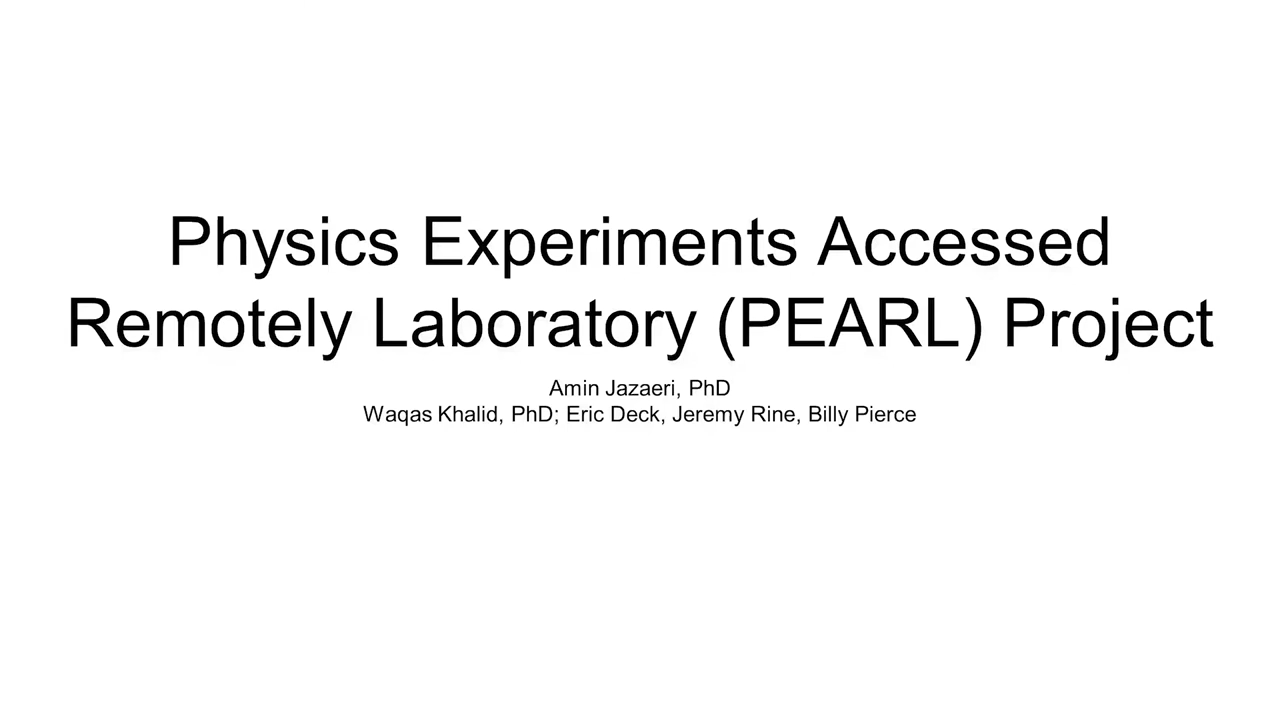 Physics Experiments Accessed
Remotely Laboratory (PEARL) Project
Amin Jazaeri, PhD
Waqas Khalid, PhD; Eric Deck, Jeremy Rine, Billy Pierce